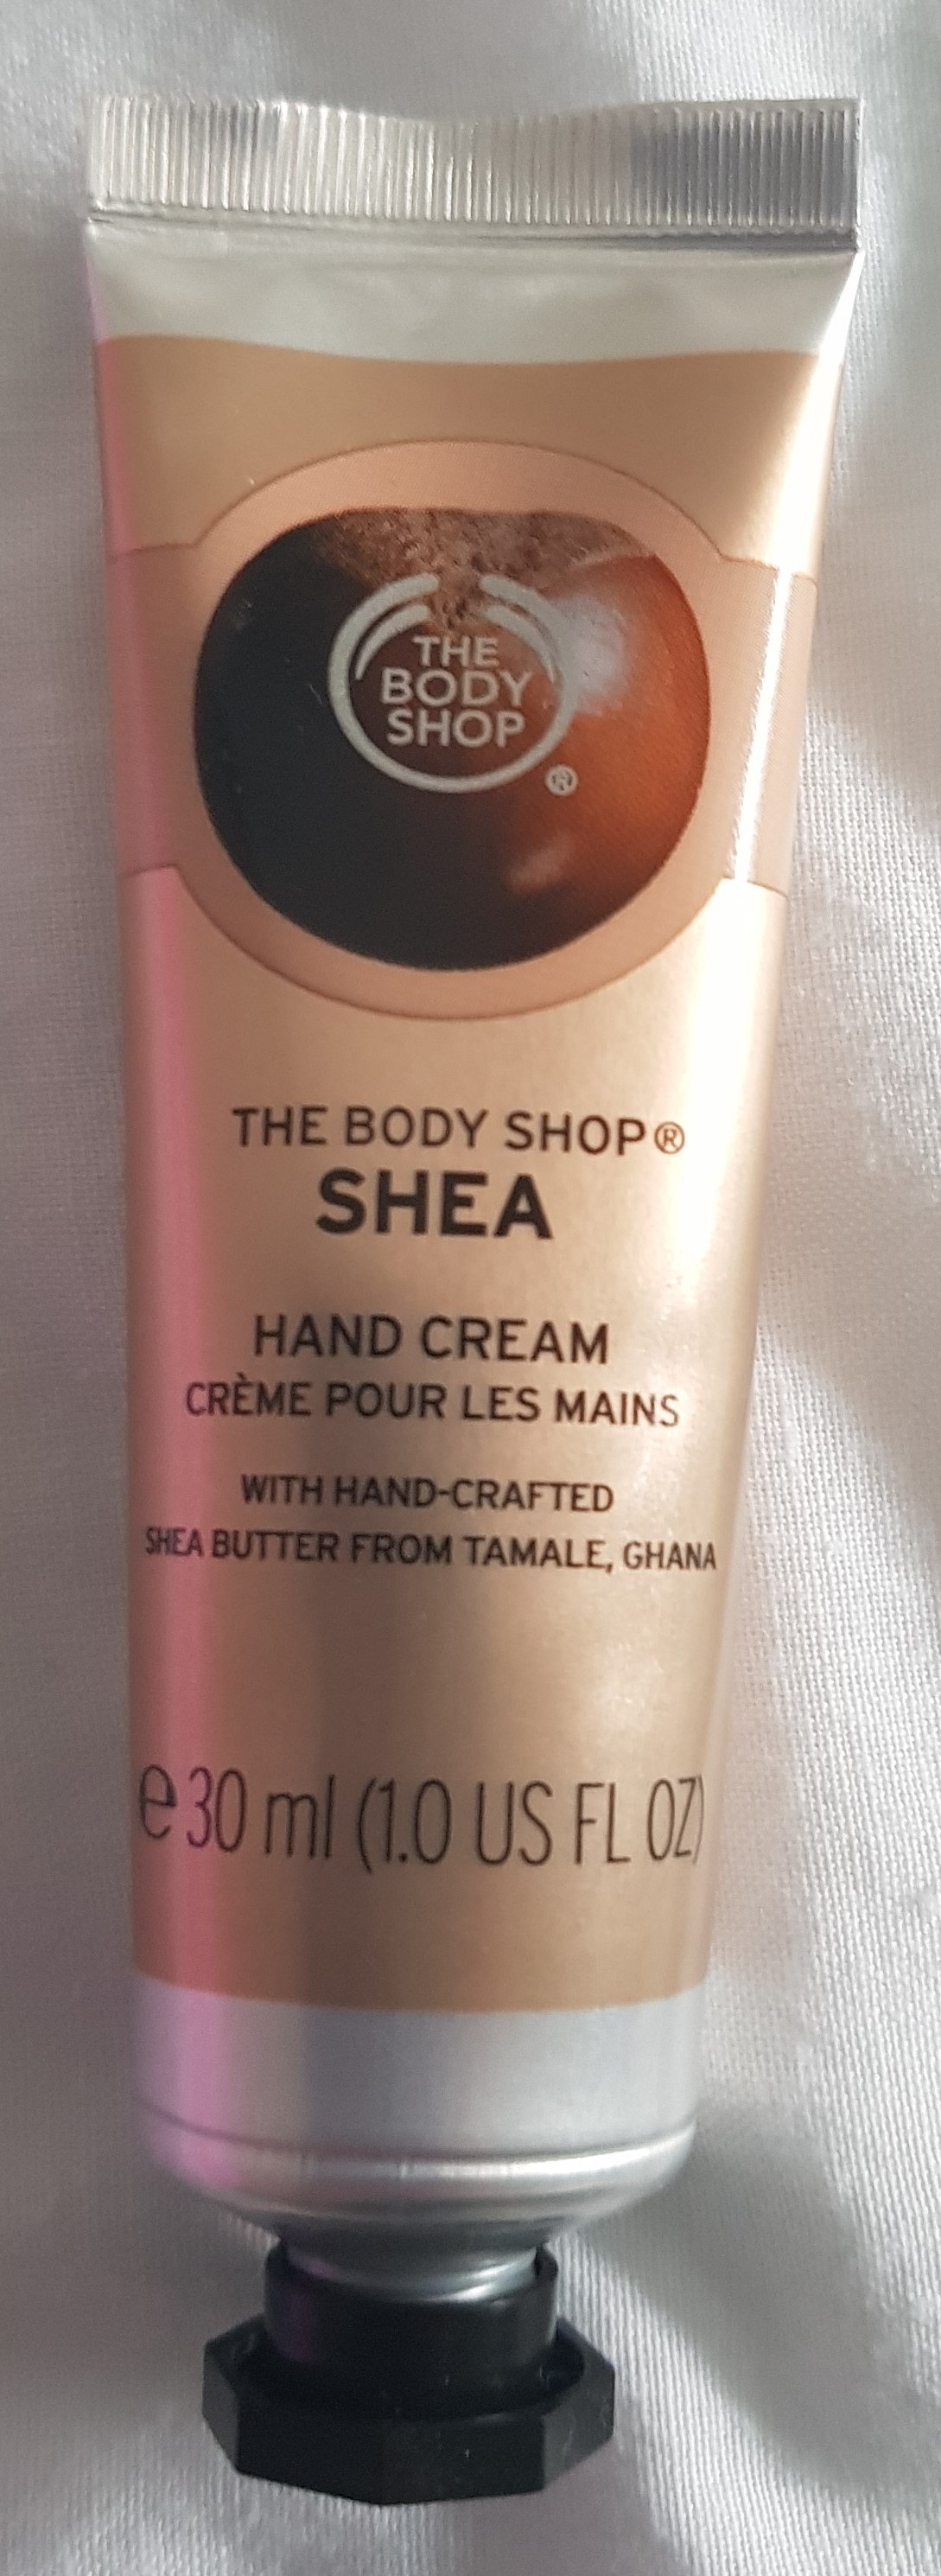 THE
BODY
SHOP
®
THE BODY SHOP®
SHEA
HAND CREAM
CRÈME POUR LES MAINS
WITH HAND-CRAFTED
SHEA BUTTER FROM TAMALE, GHANA
℮ 30 ml (1.0 US FL OZ)